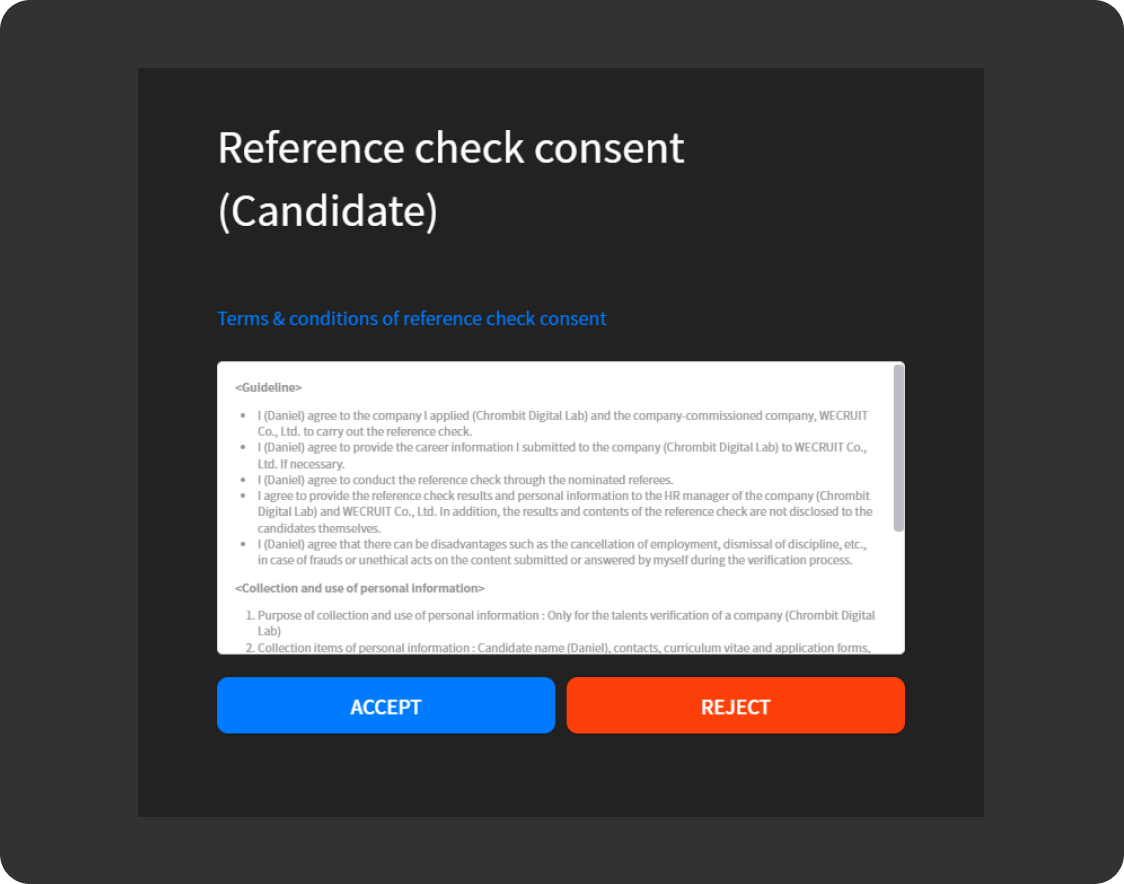 Reference check consent
(Candidate)
Terms & conditions of reference check consent
<Guideline>
• I (Daniel) agree to the company I applied (Chrombit Digital Lab) and the company-commissioned company, WECRUIT
Co., Ltd. to carry out the reference check.
• I (Daniel) agree to provide the career information I submitted to the company (Chrombit Digital Lab) to WECRUIT Co.,
Ltd. If necessary.
• I (Daniel) agree to conduct the reference check through the nominated referees.
• I agree to provide the reference check results and personal information to the HR manager of the company (Chrombit
Digital Lab) and WECRUIT Co., Ltd. In addition, the results and contents of the reference check are not disclosed to the
candidates themselves.
• I (Daniel) agree that there can be disadvantages such as the cancellation of employment, dismissal of discipline, etc.,
in case of frauds or unethical acts on the content submitted or answered by myself during the verification process.
<Collection and use of personal information>
1. Purpose of collection and use of personal information : Only for the talents verification of a company (Chrombit Digital
Lab)
2. Collection items of personal information : Candidate name (Daniel), contacts, curriculum vitae and application forms,
ACCEPT
REJECT